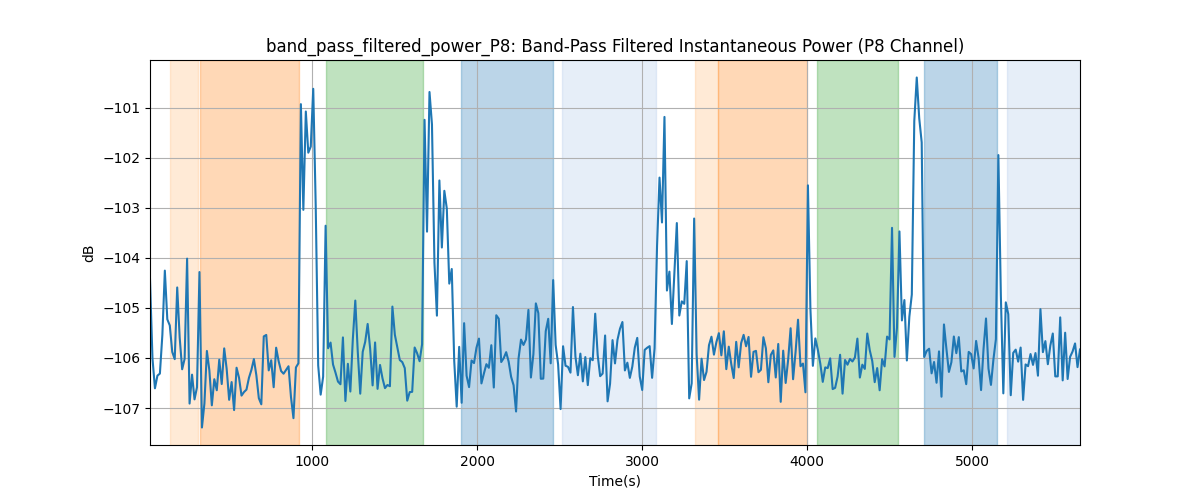 band_pass_filtered_power_P8: Band-Pass Filtered Instantaneous Power (P8 Channel)
−101
−102
−103
−104
−105
−106
−107
dB
1000 2000 3000 4000 5000
Time(s)